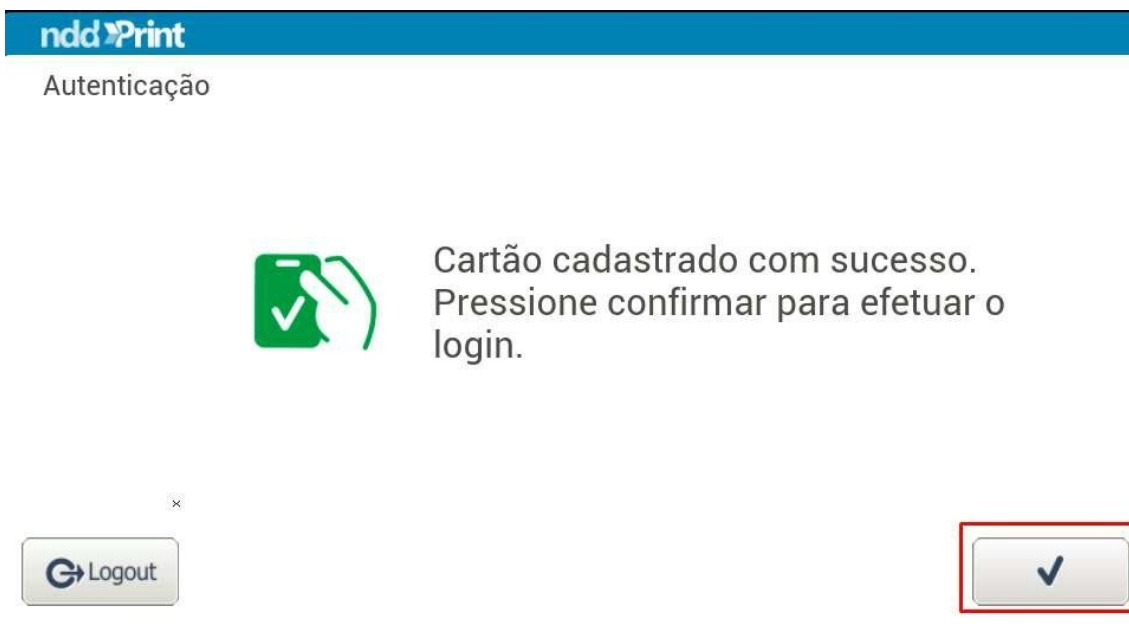 ndd Print
Autenticação
Cartão cadastrado com sucesso.
Pressione confirmar para efetuar o
login.
Logout